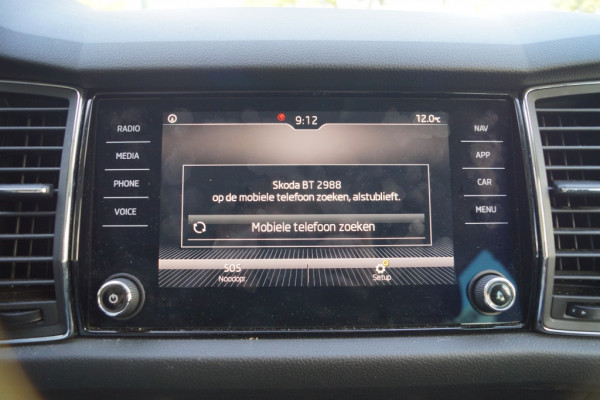 9:12
12.0°C
RADIO
MEDIA
PHONE
VOICE
Skoda BT 2988
op de mobiele telefoon zoeken, alstublieft.
Mobiele telefoon zoeken
SOS
Noodopr.
Setup
NAV
APP
CAR
MENU